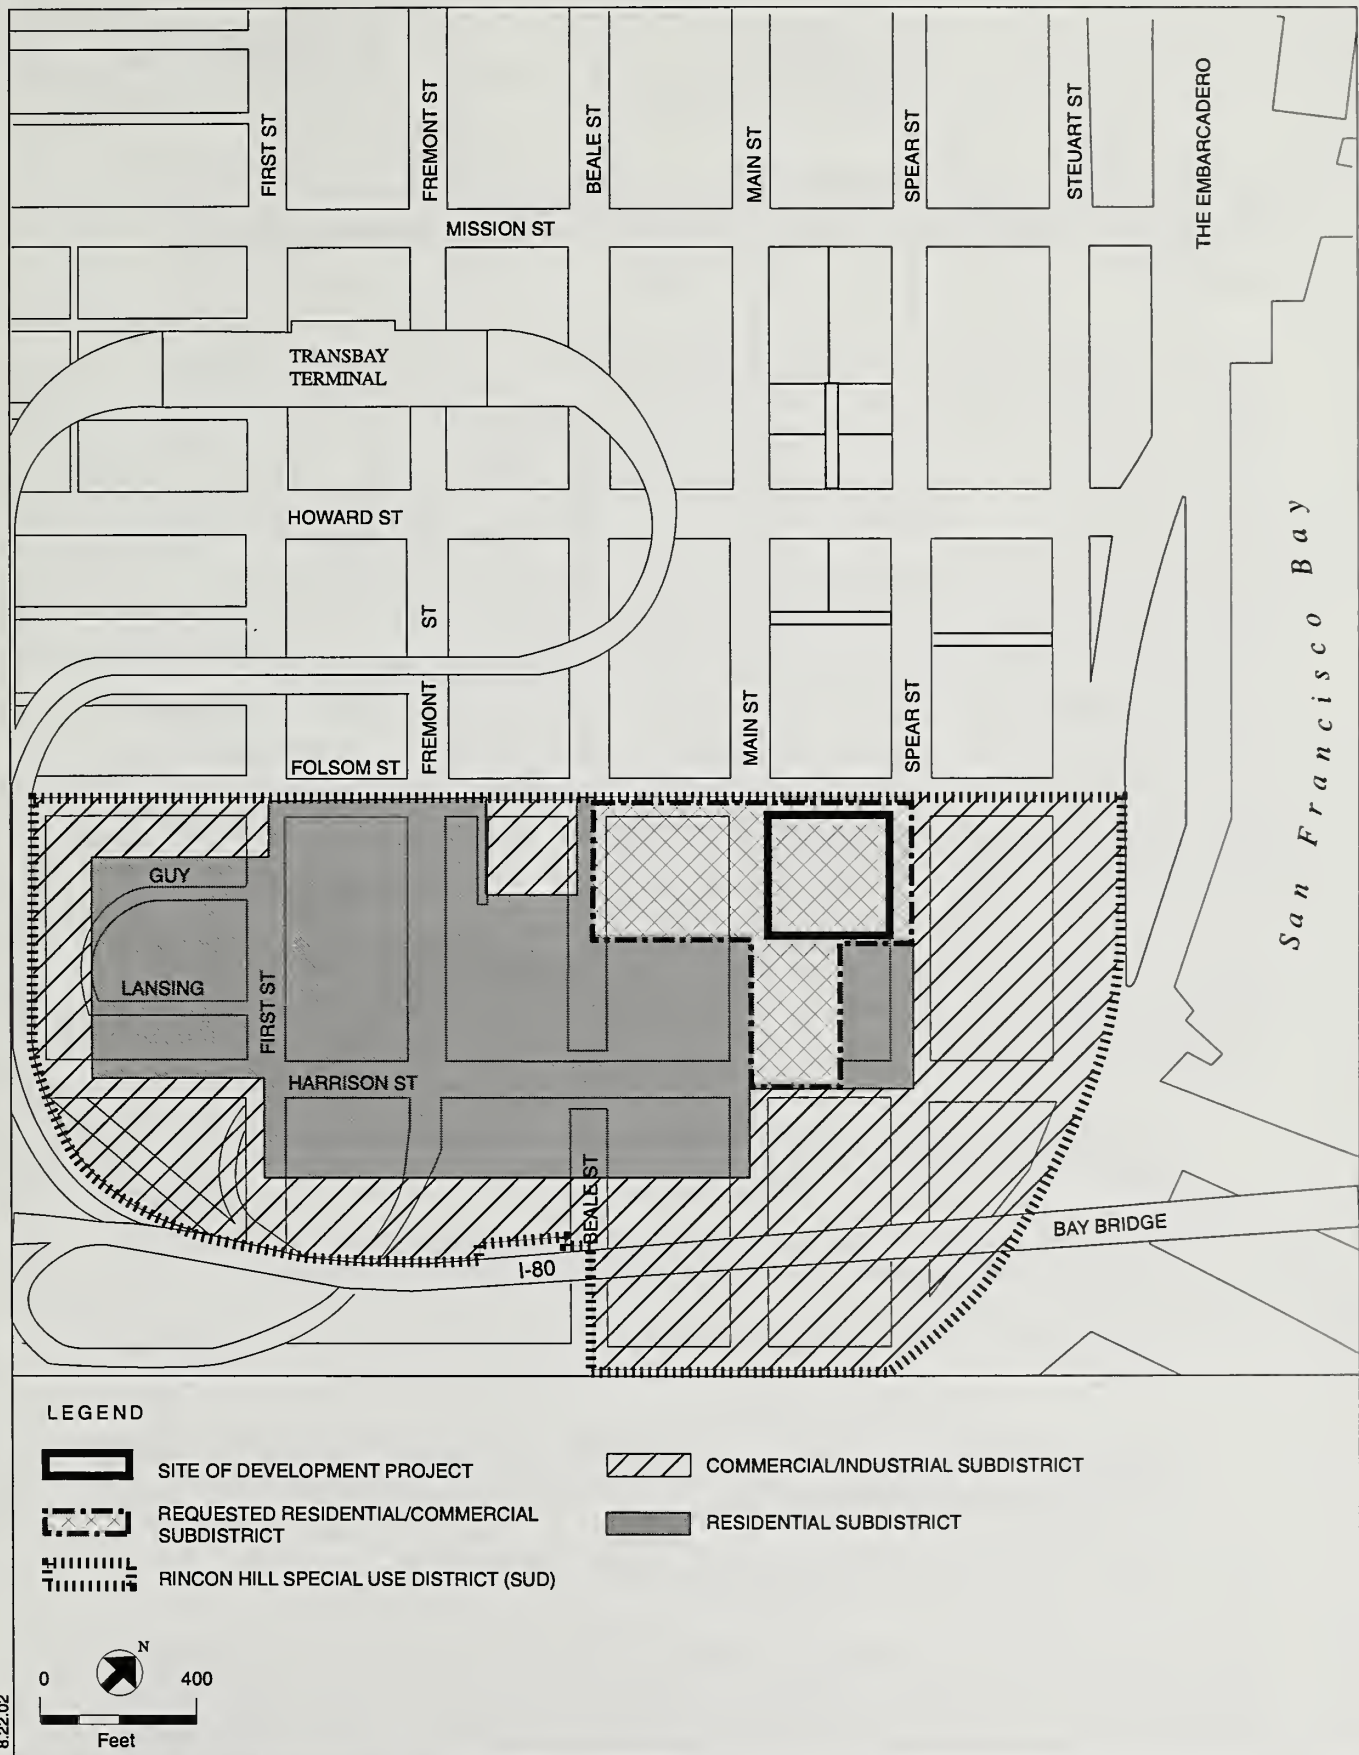 FIRST ST
FREMONT ST
BEALE ST
MAIN ST
SPEAR ST
STEUART ST
THE EMBARCADERO
MISSION ST
TRANSBAY
TERMINAL
HOWARD ST
San Francisco Bay
FREMONT ST
MAIN ST
SPEAR ST
FOLSOM ST
GUY
LANSING
FIRST ST
HARRISON ST
BEALE ST
BAY BRIDGE
I-80
LEGEND
SITE OF DEVELOPMENT PROJECT
REQUESTED RESIDENTIAL/COMMERCIAL
SUBDISTRICT
RINCON HILL SPECIAL USE DISTRICT (SUD)
COMMERCIAL/INDUSTRIAL SUBDISTRICT
RESIDENTIAL SUBDISTRICT
N
0 400
Feet
8.22.02